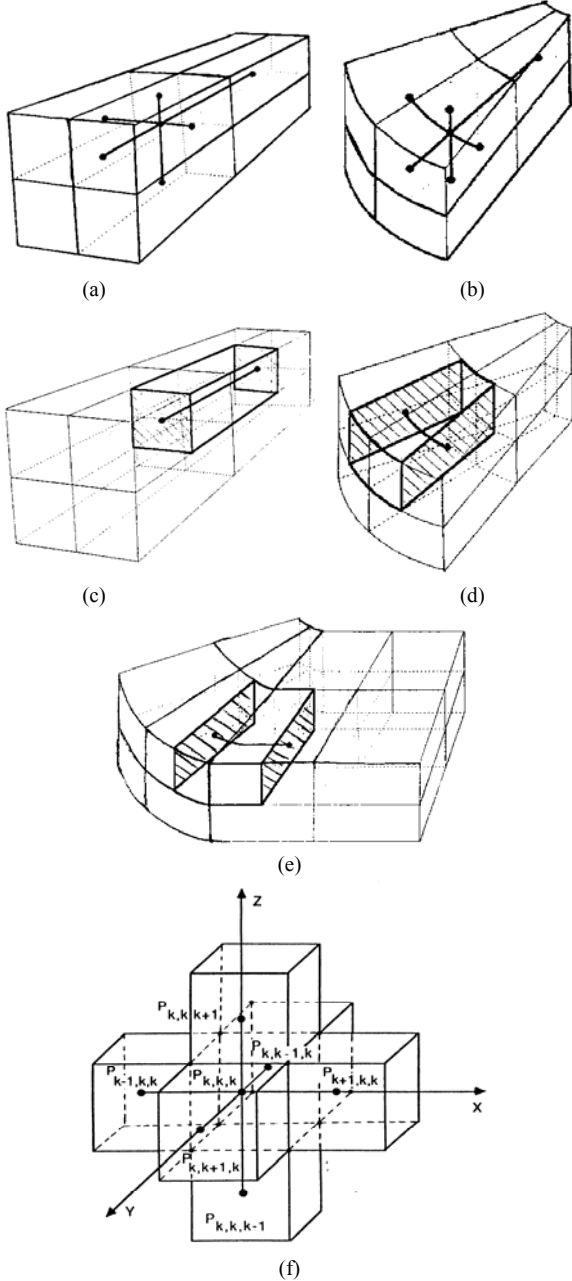 (a) (b)
(c) (d)
(e)
Z
P k,k,k+1
P k,k-1,k
P k-1,k,k P k,k,k P k+1,k,k
X
P k,k+1,k
Y
P k,k,k-1
(f)